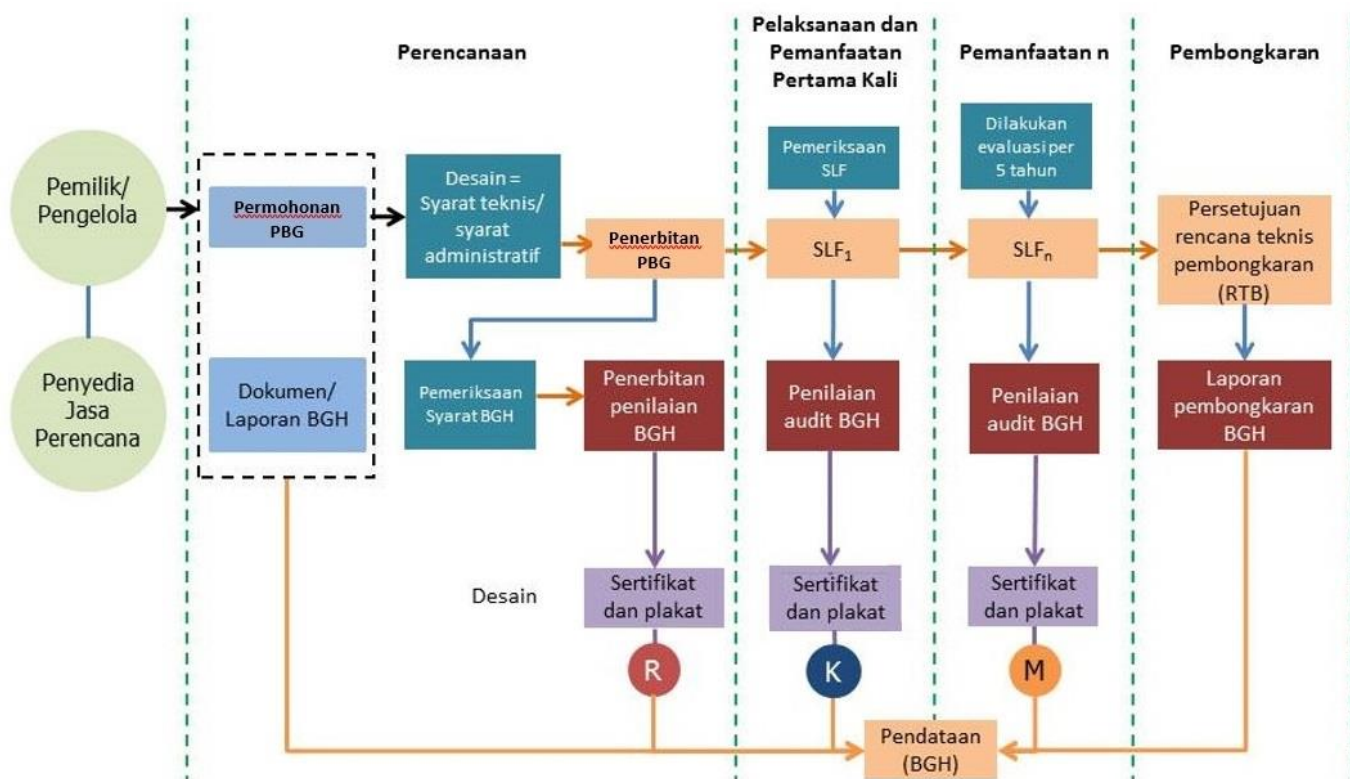 Perencanaan
Pelaksanaan dan
Pemanfaatan
Pertama Kali
Pemanfaatan n
Pembongkaran
Pemilik/
Pengelola
Penyedia
Jasa
Perencana
Permohonan
PBG
Dokumen/
Laporan BGH
Desain =
Syarat teknis/
syarat
administratif
Penerbitan
PBG
Pemeriksaan
Syarat BGH
Penerbitan
penilaian
BGH
Desain
Sertifikat
dan plakat
R
Pemeriksaan
SLF
SLF₁
Penilaian
audit BGH
Sertifikat
dan plakat
K
Dilakukan
evaluasi per
5 tahun
SLFₙ
Penilaian
audit BGH
Sertifikat
dan plakat
M
Persetujuan
rencana teknis
pembongkaran
(RTB)
Laporan
pembongkaran
BGH
Pendataan
(BGH)